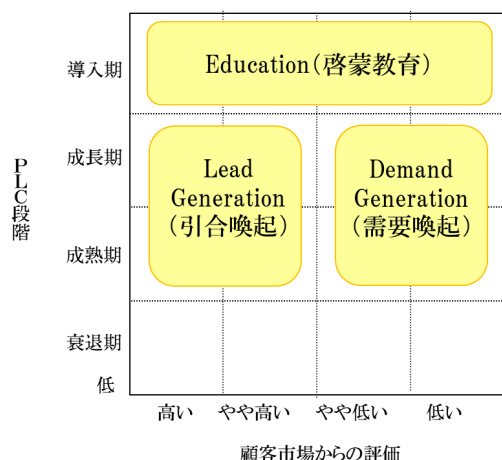 Education(啓蒙教育)
導入期
成長期
Lead
Generation
(引合喚起)
Demand
Generation
(需要喚起)
PLC段階
成熟期
衰退期
低
高い
やや高い
やや低い
低い
顧客市場からの評価